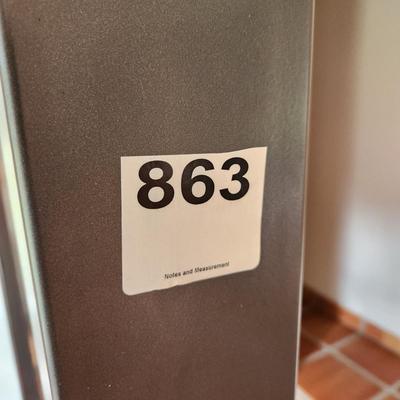 863
Notes and Measurement